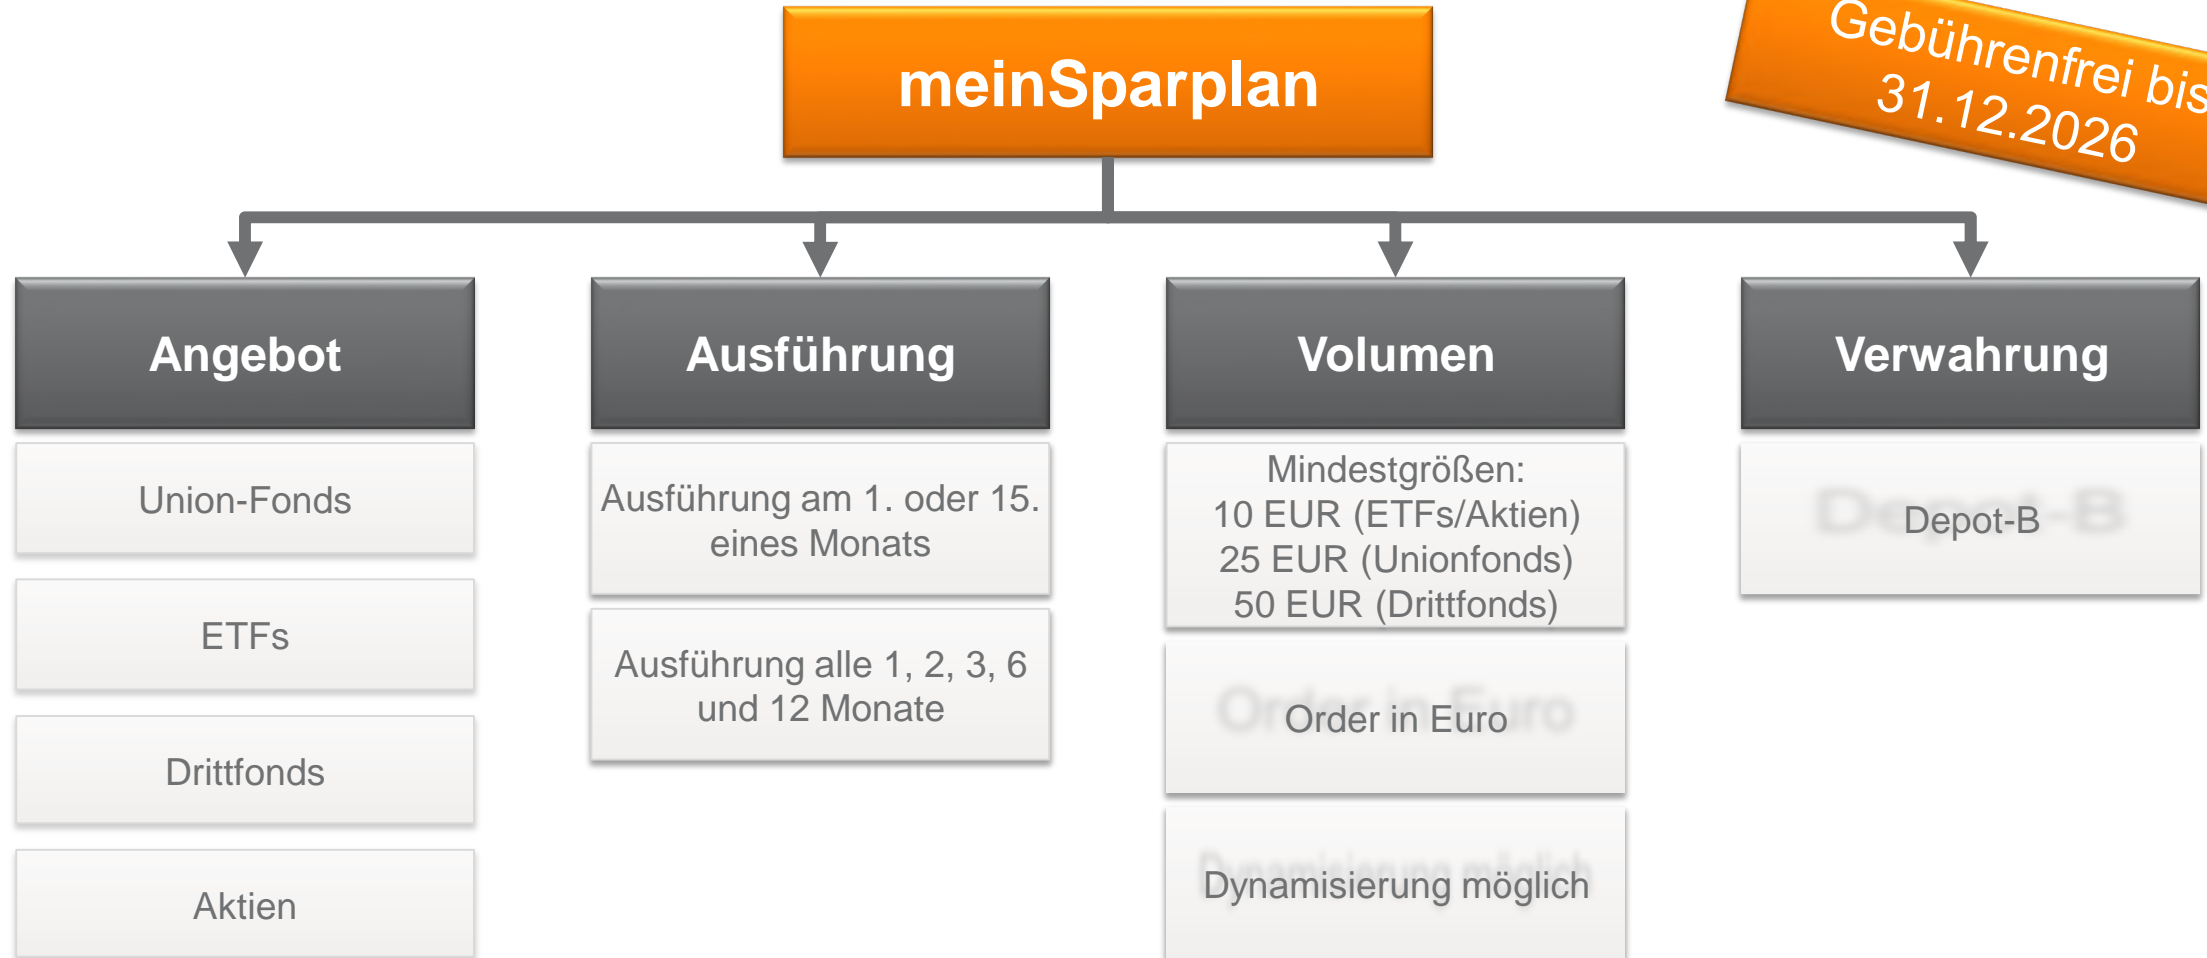 meinSparplan
Gebührenfrei bis
31.12.2026
Angebot
Union-Fonds
ETFs
Drittfonds
Aktien
Ausführung
Ausführung am 1. oder 15.
eines Monats
Ausführung alle 1, 2, 3, 6
und 12 Monate
Volumen
Mindestgrößen:
10 EUR (ETFs/Aktien)
25 EUR (Unionfonds)
50 EUR (Drittfonds)
Order in Euro
Dynamisierung möglich
Verwahrung
Depot-B